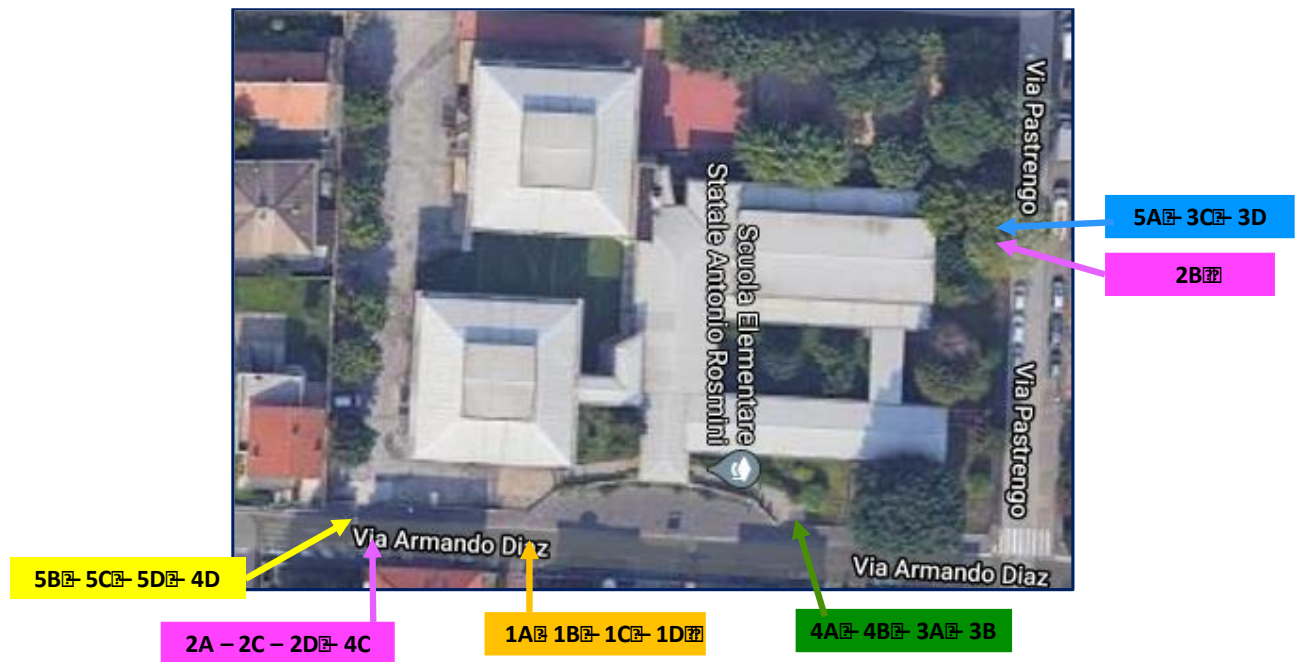 Via Pastrengo
Scuola Elementare
Statale Antonio Rosmini
5A – 3C – 3D
2B
Via Pastrengo
Via Armando Diaz
Via Armando Diaz
5B – 5C – 5D – 4D
2A – 2C – 2D – 4C
1A 1B – 1C – 1D
4A – 4B – 3A – 3B